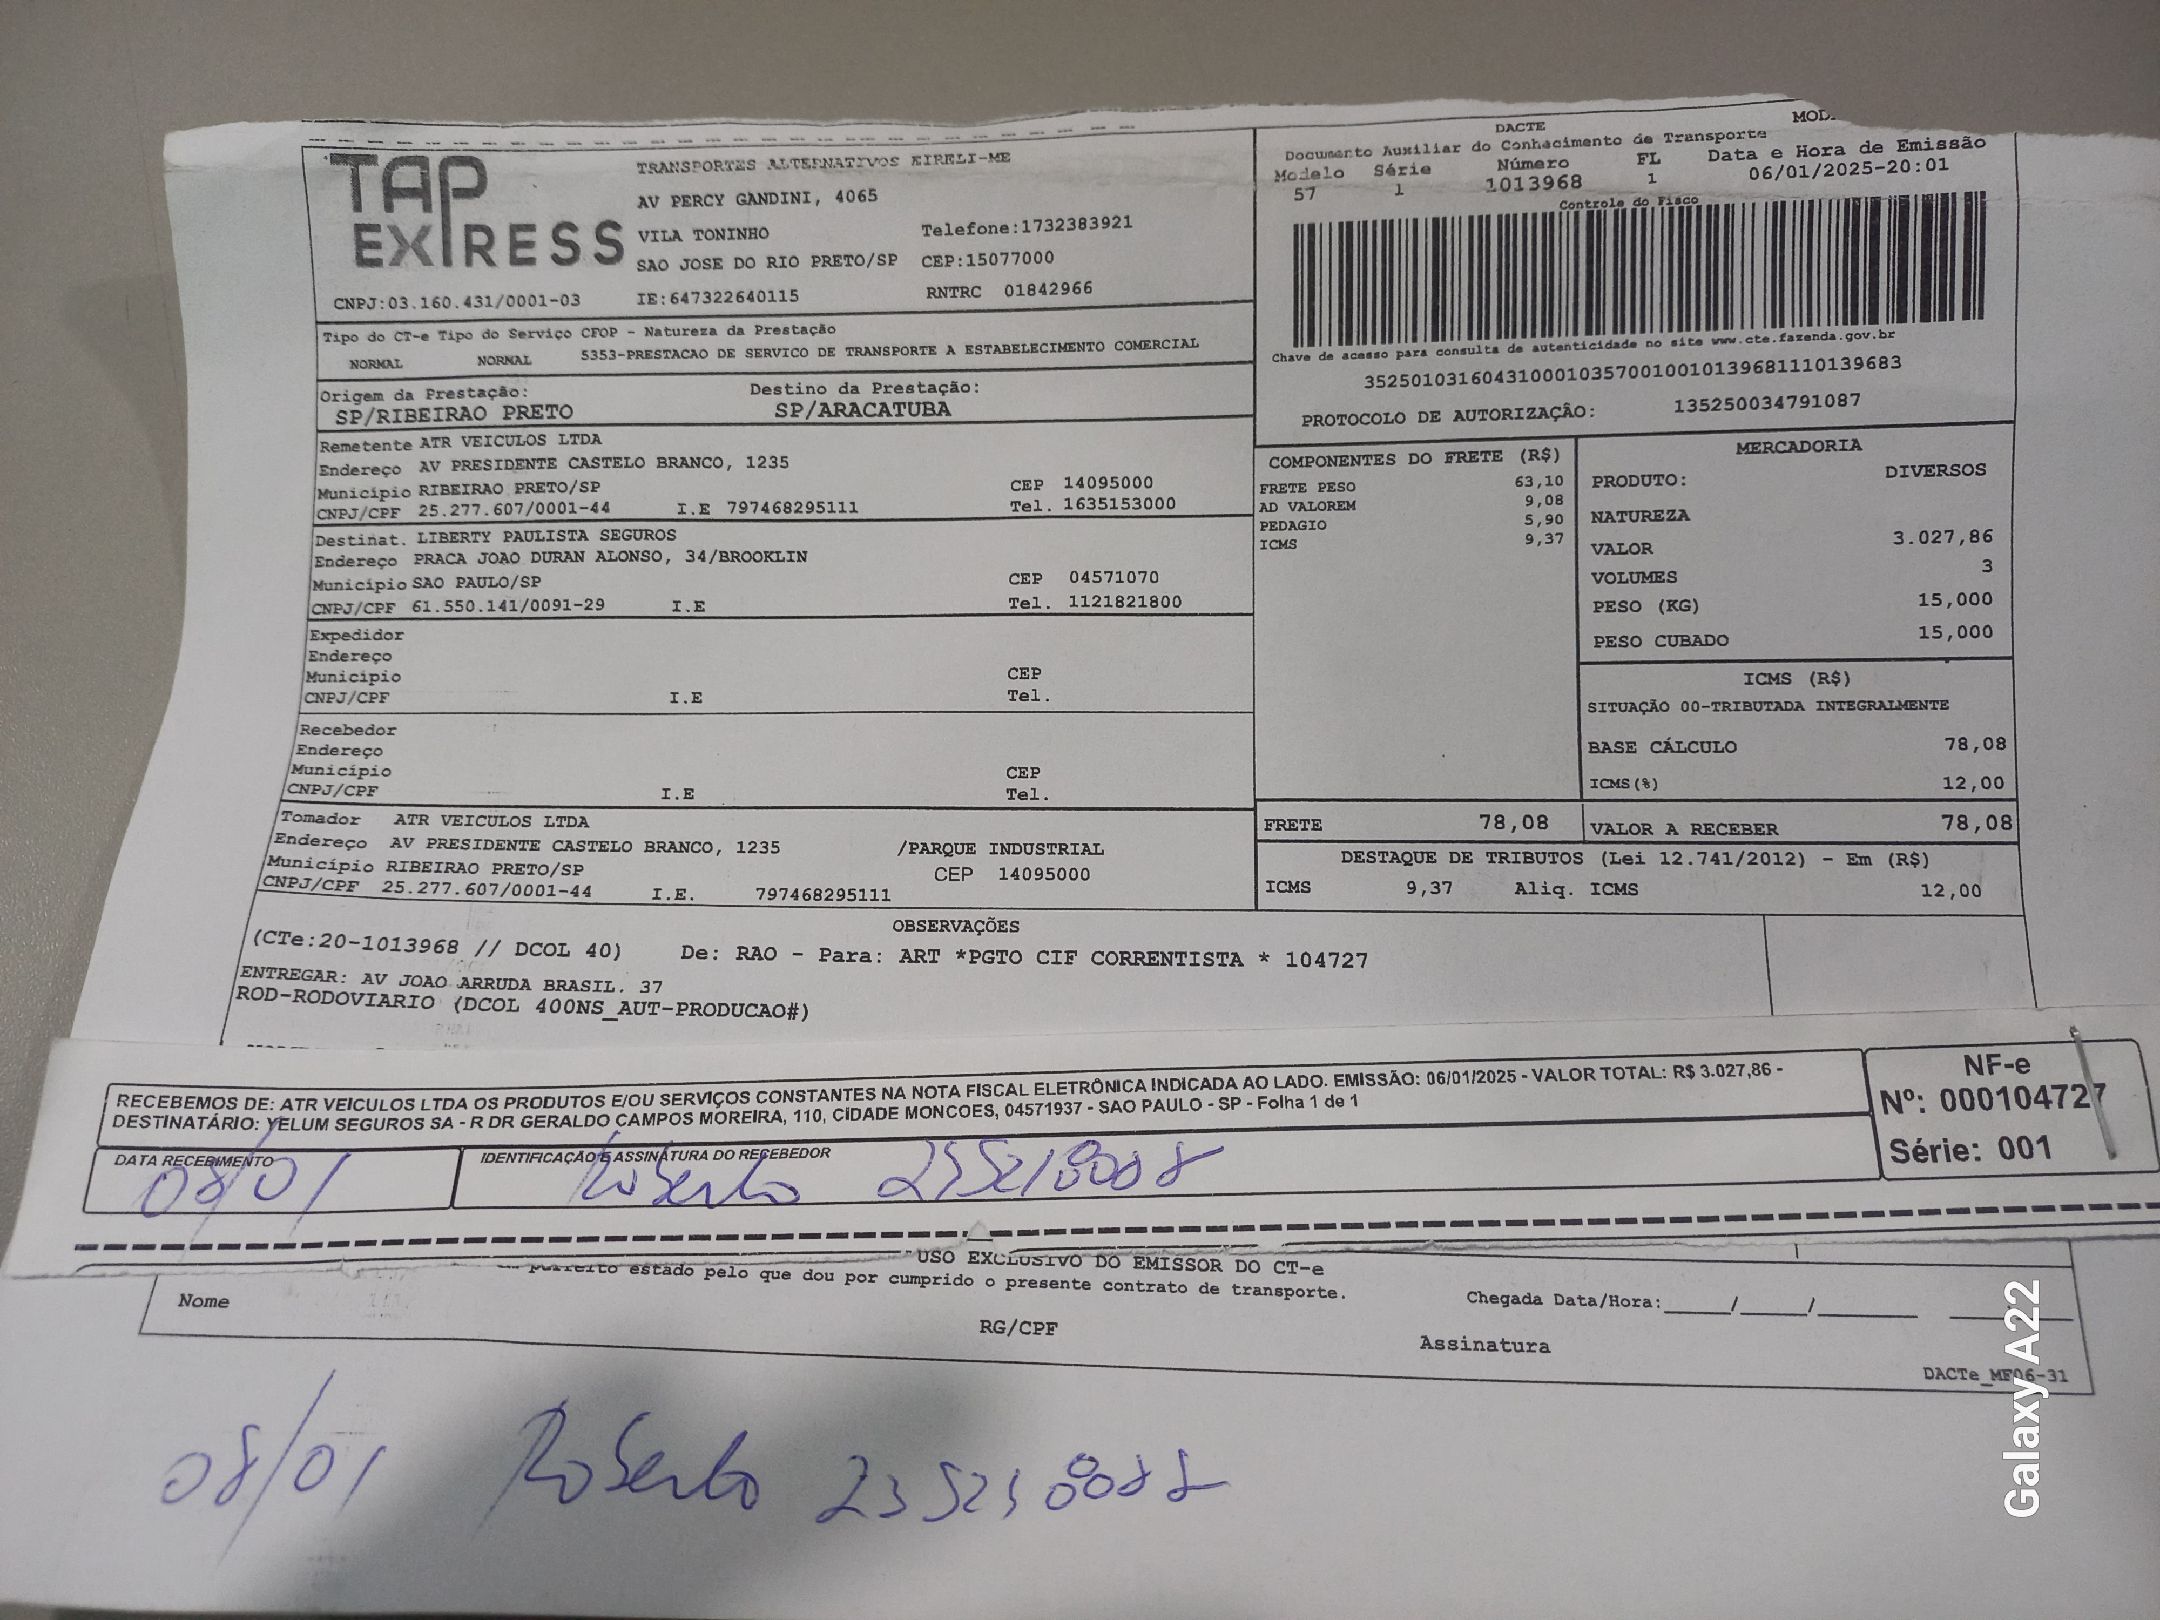 TAP EXPRESS
TRANSPORTES ALTERNATIVOS EIRELI-ME
AV PERCY GANDINI, 4065
VILA TONINHO Telefone:1732383921
SAO JOSE DO RIO PRETO/SP CEP:15077000
CNPJ:03.160.431/0001-03 IE:647322640115 RNTRC 01842966
DACTE
Documento Auxiliar do Conhecimento de Transporte
Modelo Série Número FL Data e Hora de Emissão
57 1 1013968 1 06/01/2025-20:01
Controle do Fisco
Chave de acesso para consulta de autenticidade no site www.cte.fazenda.gov.br
35250103160431000103570010010139681110139683
PROTOCOLO DE AUTORIZAÇÃO: 135250034791087
Tipo do CT-e Tipo do Serviço CFOP - Natureza da Prestação
NORMAL NORMAL 5353-PRESTACAO DE SERVICO DE TRANSPORTE A ESTABELECIMENTO COMERCIAL
Origem da Prestação: Destino da Prestação:
SP/RIBEIRAO PRETO SP/ARACATUBA
Remetente ATR VEICULOS LTDA
Endereço AV PRESIDENTE CASTELO BRANCO, 1235
Município RIBEIRAO PRETO/SP CEP 14095000
CNPJ/CPF 25.277.607/0001-44 I.E 797468295111 Tel. 1635153000
Destinat. LIBERTY PAULISTA SEGUROS
Endereço PRACA JOAO DURAN ALONSO, 34/BROOKLIN
Município SAO PAULO/SP CEP 04571070
CNPJ/CPF 61.550.141/0091-29 I.E Tel. 1121821800
Expedidor
Endereço
Município CEP
CNPJ/CPF I.E Tel.
Recebedor
Endereço
Município CEP
CNPJ/CPF I.E Tel.
Tomador ATR VEICULOS LTDA
Endereço AV PRESIDENTE CASTELO BRANCO, 1235 /PARQUE INDUSTRIAL
Município RIBEIRAO PRETO/SP CEP 14095000
CNPJ/CPF 25.277.607/0001-44 I.E. 797468295111
COMPONENTES DO FRETE (R$)
FRETE PESO 63,10
AD VALOREM 9,08
PEDAGIO 5,90
ICMS 9,37
MERCADORIA
PRODUTO: DIVERSOS
NATUREZA
VALOR 3.027,86
VOLUMES 3
PESO (KG) 15,000
PESO CUBADO 15,000
ICMS (R$)
SITUAÇÃO 00-TRIBUTADA INTEGRALMENTE
BASE CÁLCULO 78,08
ICMS(%) 12,00
FRETE 78,08 VALOR A RECEBER 78,08
DESTAQUE DE TRIBUTOS (Lei 12.741/2012) - Em (R$)
ICMS 9,37 Aliq. ICMS 12,00
OBSERVAÇÕES
(CTe:20-1013968 // DCOL 40) De: RAO - Para: ART *PGTO CIF CORRENTISTA * 104727
ENTREGAR: AV JOAO ARRUDA BRASIL. 37
ROD-RODOVIARIO (DCOL 400NS_AUT-PRODUCAO#)
RECEBEMOS DE: ATR VEICULOS LTDA OS PRODUTOS E/OU SERVIÇOS CONSTANTES NA NOTA FISCAL ELETRÔNICA INDICADA AO LADO. EMISSÃO: 06/01/2025 - VALOR TOTAL: R$ 3.027,86 -
DESTINATÁRIO: YELUM SEGUROS SA - R DR GERALDO CAMPOS MOREIRA, 110, CIDADE MONCOES, 04571937 - SAO PAULO - SP - Folha 1 de 1
NF-e
Nº: 000104727
Série: 001
DATA RECEBIMENTO IDENTIFICAÇÃO E ASSINATURA DO RECEBEDOR
08/01 Roberto
USO EXCLUSIVO DO EMISSOR DO CT-e
estado pelo que dou por cumprido o presente contrato de transporte.
Nome RG/CPF Chegada Data/Hora:_____/_____/_______
Assinatura
DACTe_MF06-31
08/01 Roberto
Galaxy A22